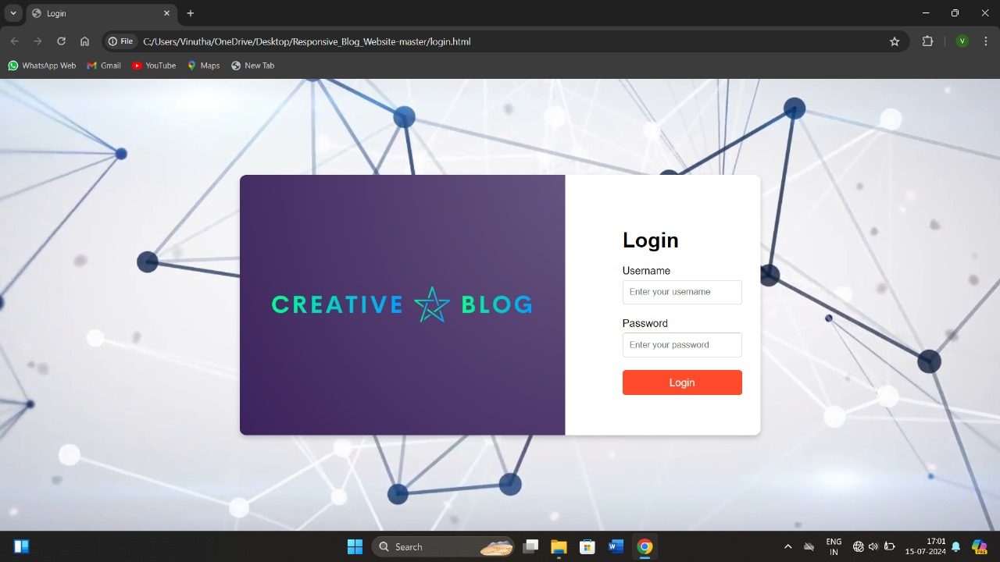 Login
File C:/Users/Vinutha/OneDrive/Desktop/Responsive_Blog_Website-master/login.html
V
WhatsApp Web Gmail YouTube Maps New Tab
CREATIVE BLOG
Login
Username
Enter your username
Password
Enter your password
Login
Search
ENG
IN
17:01
15-07-2024
PRE